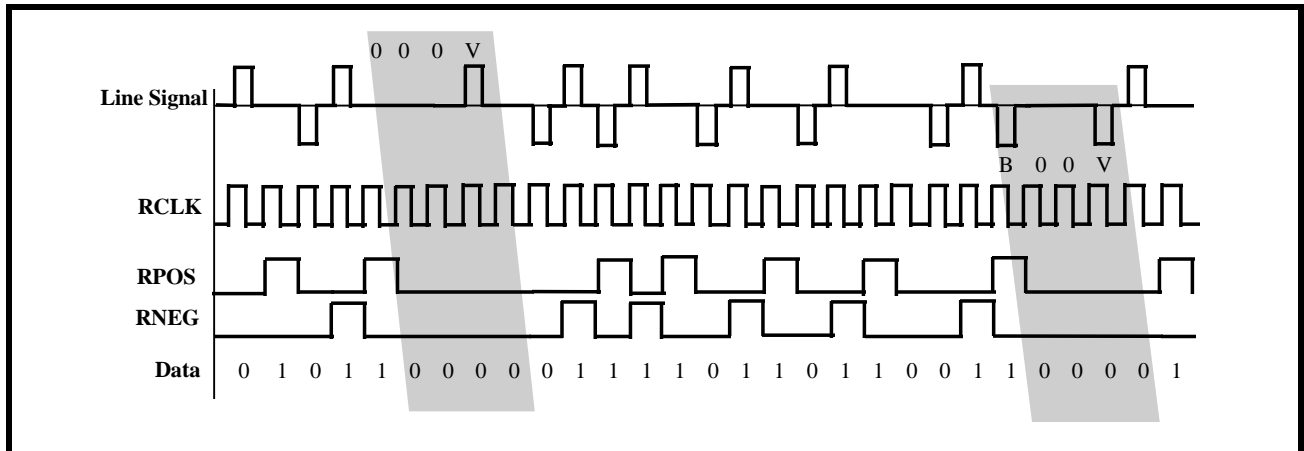 0 0 0 V
Line Signal
B 0 0 V
RCLK
RPOS
RNEG
Data 0 1 0 1 1 0 0 0 0 0 1 1 1 1 0 1 1 0 1 1 0 0 1 1 0 0 0 0 1